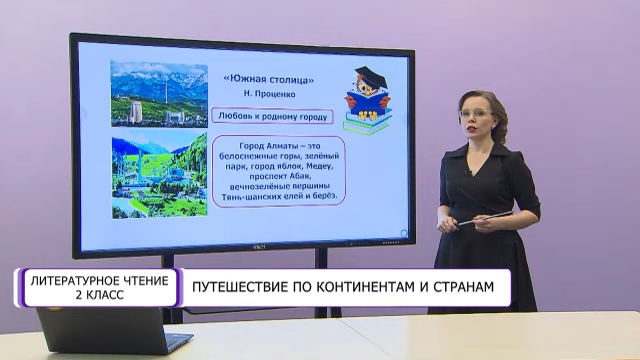 «Южная столица»
Н. Проценко
Любовь к родному городу
Город Алматы – это
белоснежные горы, зелёный
парк, город яблок, Медеу,
проспект Абая,
вечнозелёные вершины
Тянь-шанских елей и берёз.
ЛИТЕРАТУРНОЕ ЧТЕНИЕ
2 КЛАСС
ПУТЕШЕСТВИЕ ПО КОНТИНЕНТАМ И СТРАНАМ